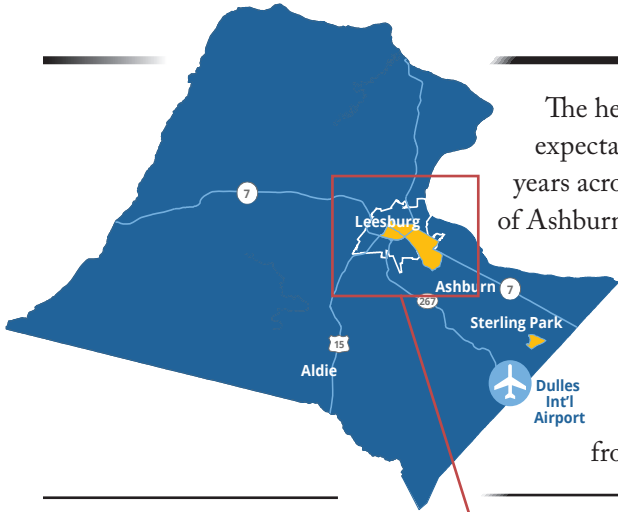 The he
expecta
years acro
of Ashburn
7
Leesburg
Ashburn
7
267
Sterling Park
15
Aldie
Dulles
Int'l
Airport
fro